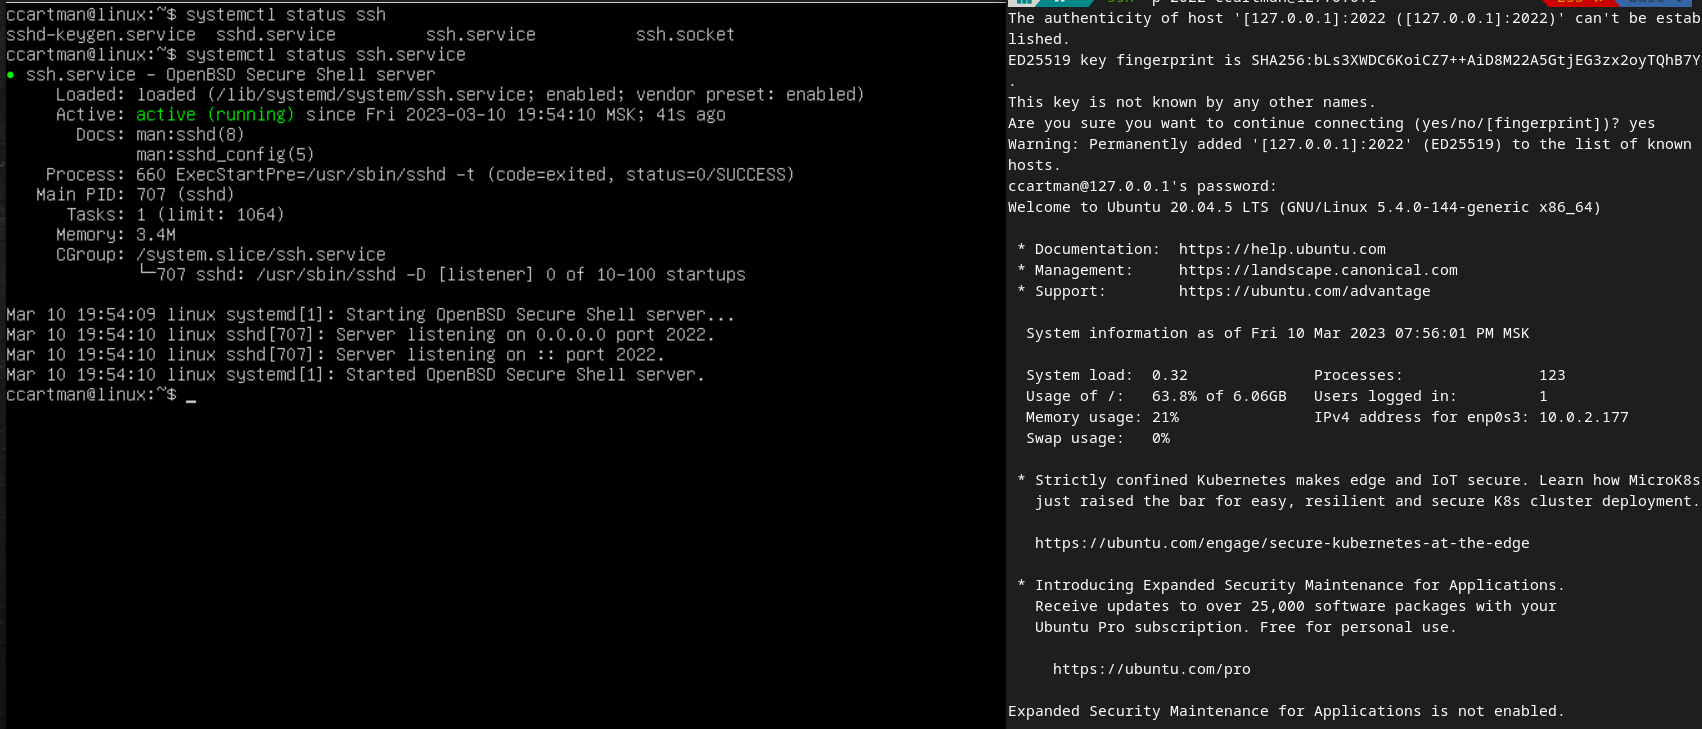 ccartman@linux:~$ systemctl status ssh
sshd-keygen.service  sshd.service         ssh.service          ssh.socket
ccartman@linux:~$ systemctl status ssh.service
● ssh.service - OpenBSD Secure Shell server
     Loaded: loaded (/lib/systemd/system/ssh.service; enabled; vendor preset: enabled)
     Active: active (running) since Fri 2023-03-10 19:54:10 MSK; 41s ago
       Docs: man:sshd(8)
             man:sshd_config(5)
    Process: 660 ExecStartPre=/usr/sbin/sshd -t (code=exited, status=0/SUCCESS)
   Main PID: 707 (sshd)
      Tasks: 1 (limit: 1064)
     Memory: 3.4M
     CGroup: /system.slice/ssh.service
             └─707 sshd: /usr/sbin/sshd -D [listener] 0 of 10-100 startups
Mar 10 19:54:09 linux systemd[1]: Starting OpenBSD Secure Shell server...
Mar 10 19:54:10 linux sshd[707]: Server listening on 0.0.0.0 port 2022.
Mar 10 19:54:10 linux sshd[707]: Server listening on :: port 2022.
Mar 10 19:54:10 linux systemd[1]: Started OpenBSD Secure Shell server.
ccartman@linux:~$ _
The authenticity of host '[127.0.0.1]:2022 ([127.0.0.1]:2022)' can't be estab
lished.
ED25519 key fingerprint is SHA256:bLs3XWDC6KoiCZ7++AiD8M22A5GtjEG3zx2oyTQhB7Y
.
This key is not known by any other names.
Are you sure you want to continue connecting (yes/no/[fingerprint])? yes
Warning: Permanently added '[127.0.0.1]:2022' (ED25519) to the list of known
hosts.
ccartman@127.0.0.1's password:
Welcome to Ubuntu 20.04.5 LTS (GNU/Linux 5.4.0-144-generic x86_64)
 * Documentation:  https://help.ubuntu.com
 * Management:     https://landscape.canonical.com
 * Support:        https://ubuntu.com/advantage
  System information as of Fri 10 Mar 2023 07:56:01 PM MSK
  System load:  0.32              Processes:               123
  Usage of /:   63.8% of 6.06GB   Users logged in:         1
  Memory usage: 21%               IPv4 address for enp0s3: 10.0.2.177
  Swap usage:   0%
 * Strictly confined Kubernetes makes edge and IoT secure. Learn how MicroK8s
   just raised the bar for easy, resilient and secure K8s cluster deployment.
   https://ubuntu.com/engage/secure-kubernetes-at-the-edge
 * Introducing Expanded Security Maintenance for Applications.
   Receive updates to over 25,000 software packages with your
   Ubuntu Pro subscription. Free for personal use.
     https://ubuntu.com/pro
Expanded Security Maintenance for Applications is not enabled.